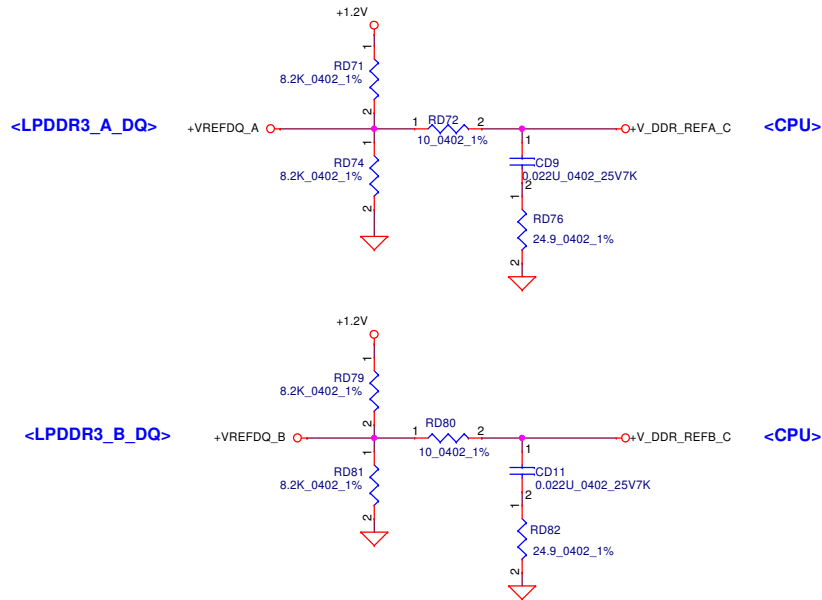 +1.2V
1
RD71
8.2K_0402_1%
2
<LPDDR3_A_DQ>
+VREFDQ_A
1
RD72
2
10_0402_1%
+V_DDR_REFA_C
<CPU>
1
RD74
8.2K_0402_1%
2
1
CD9
0.022U_0402_25V7K
2
1
RD76
24.9_0402_1%
2
+1.2V
1
RD79
8.2K_0402_1%
2
<LPDDR3_B_DQ>
+VREFDQ_B
1
RD80
2
10_0402_1%
+V_DDR_REFB_C
<CPU>
1
RD81
8.2K_0402_1%
2
1
CD11
0.022U_0402_25V7K
2
1
RD82
24.9_0402_1%
2